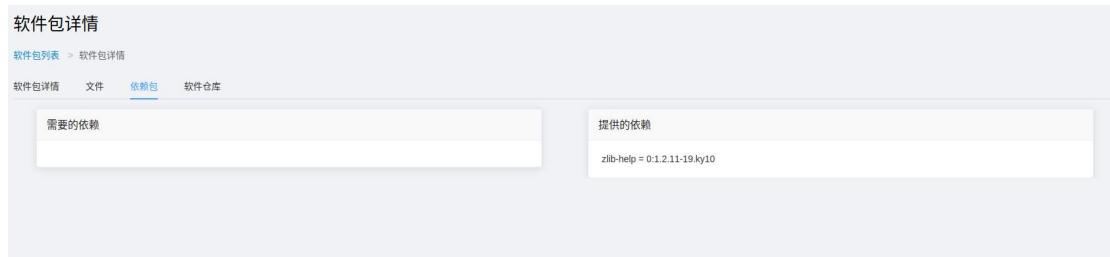 软件包详情
软件包列表 > 软件包详情
软件包详情 文件 依赖包 软件仓库
需要的依赖
提供的依赖
zlib-help = 0:1.2.11-19.ky10